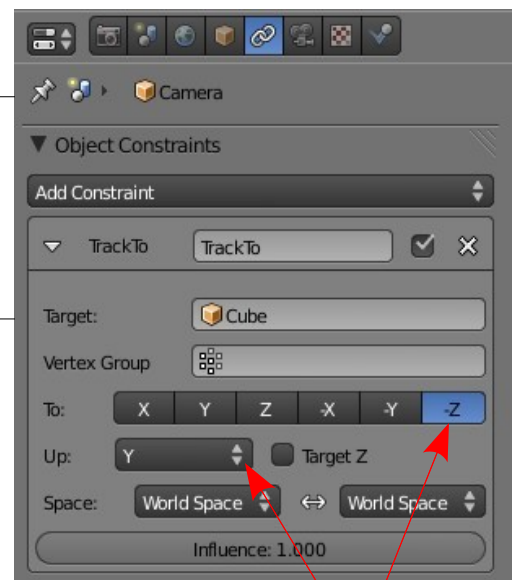 Camera
Object Constraints
Add Constraint
TrackTo TrackTo
Target: Cube
Vertex Group
To: X Y Z -X -Y -Z
Up: Y Target Z
Space: World Space World Space
Influence: 1.000